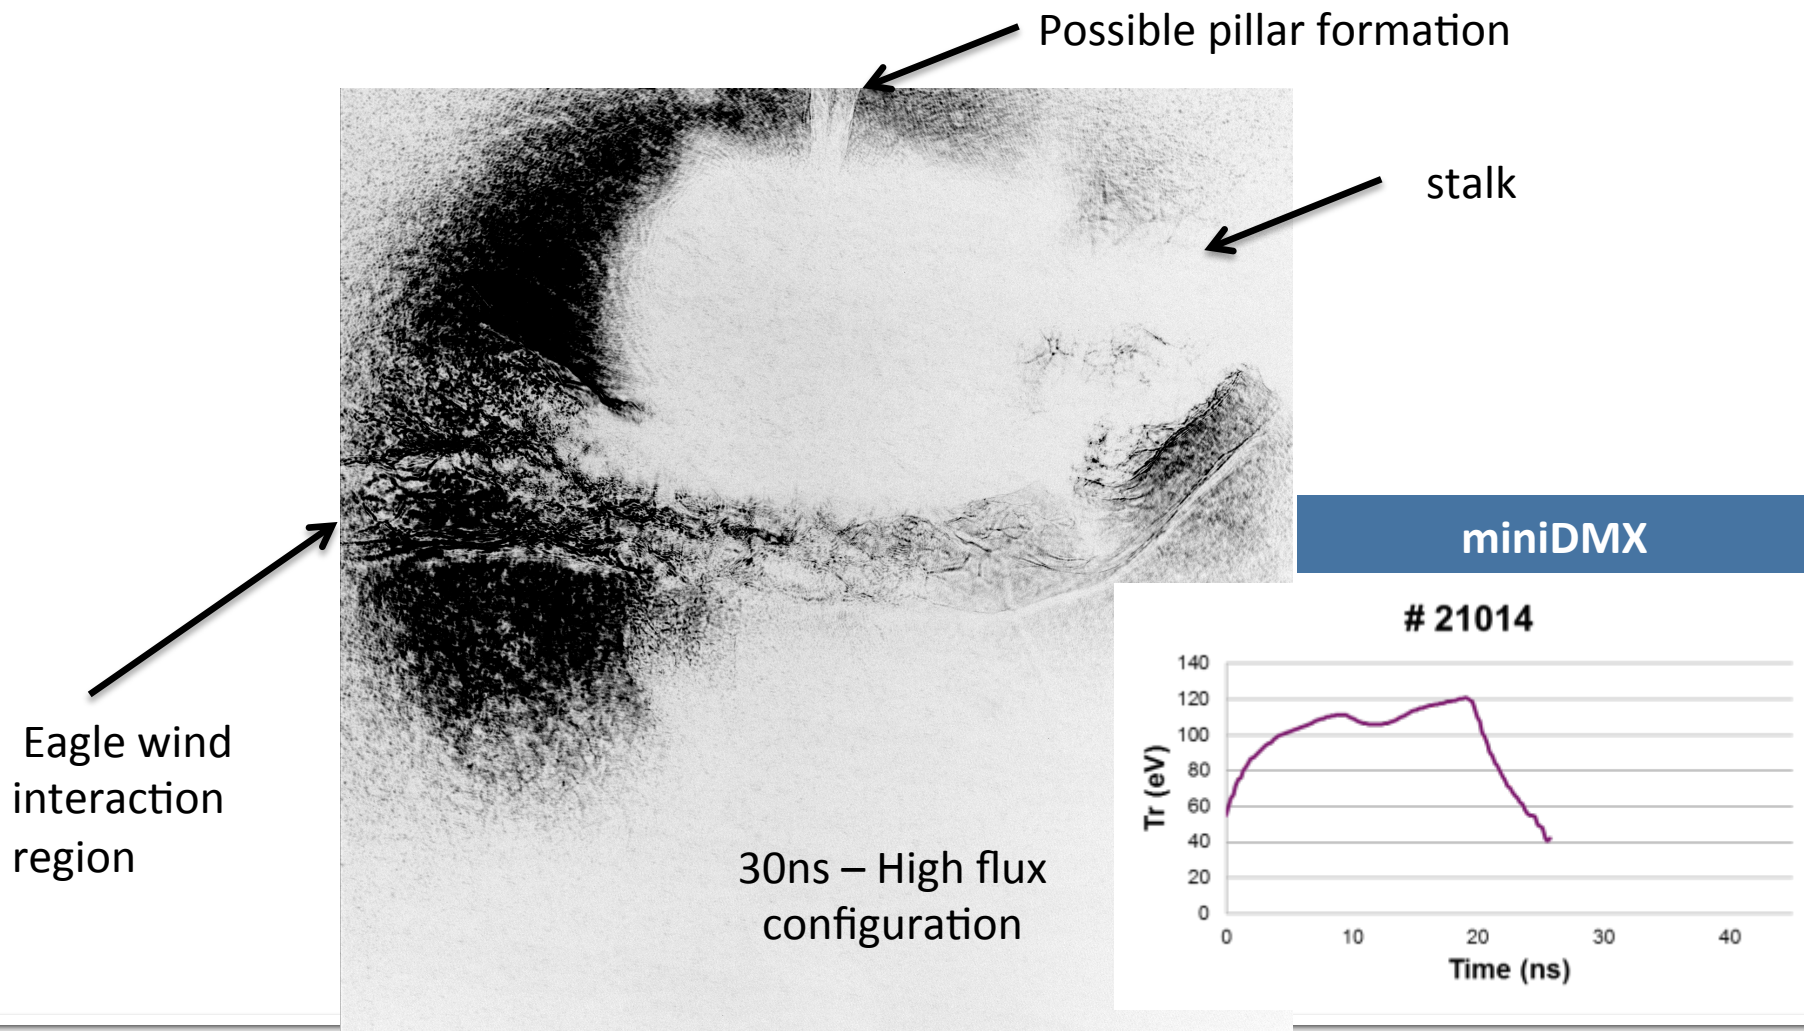 Possible pillar formation
stalk
miniDMX
# 21014
140
120
100
80
60
40
20
0
Tr (eV)
0 10 20 30 40
Time (ns)
Eagle wind
interaction
region
30ns – High flux
configuration